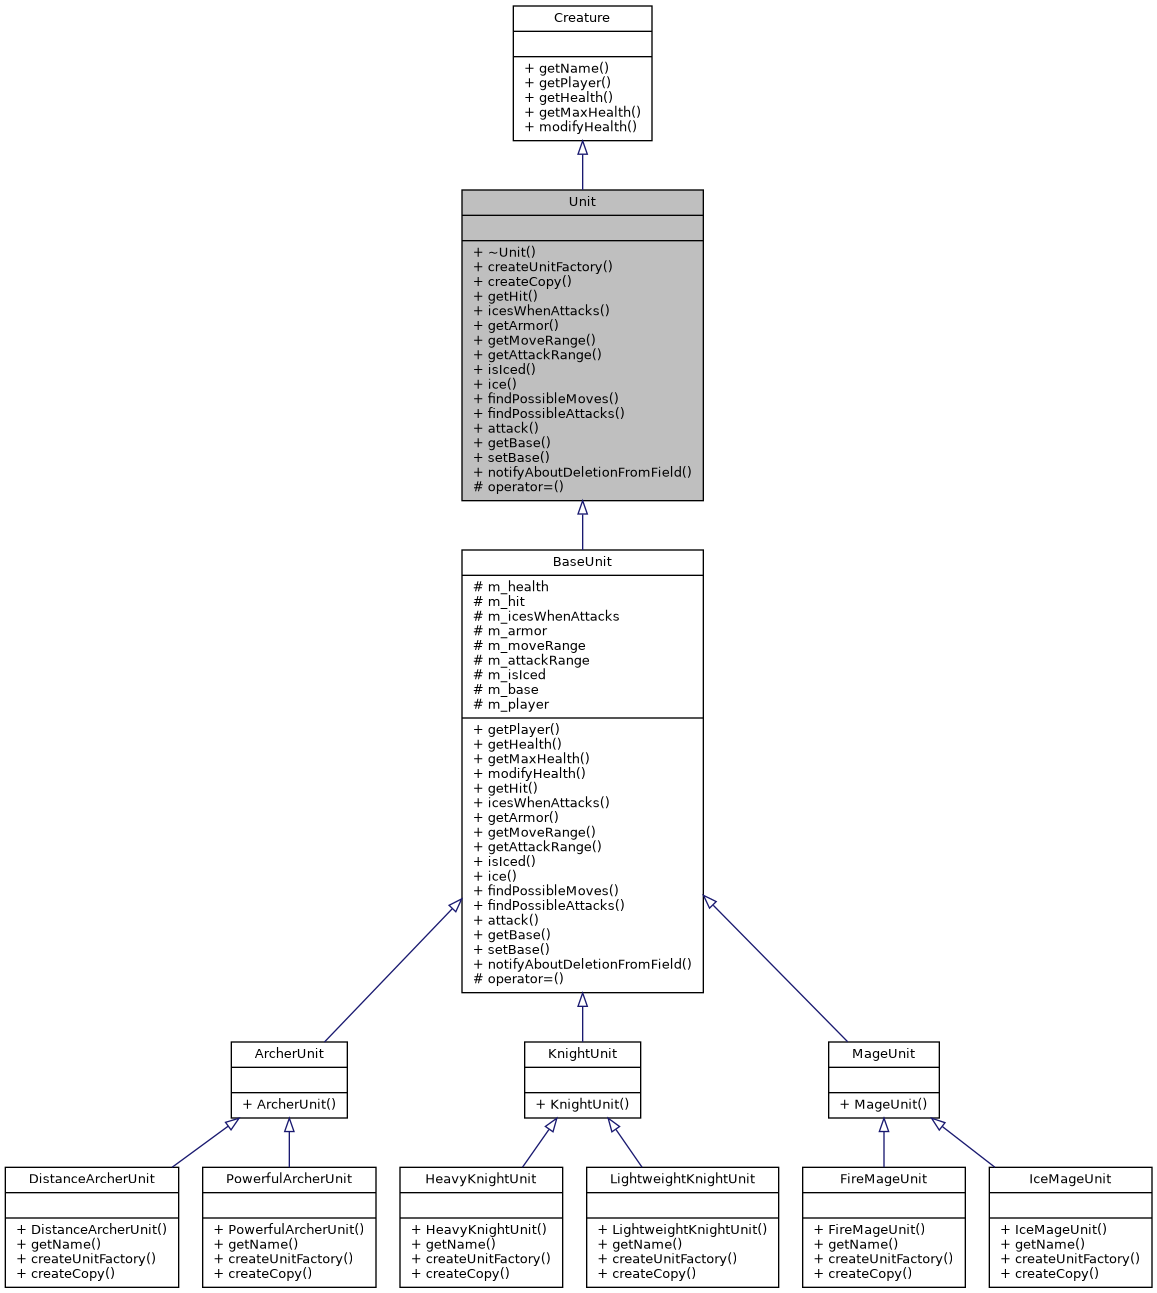 Creature
+ getName()
+ getPlayer()
+ getHealth()
+ getMaxHealth()
+ modifyHealth()
Unit
+ ~Unit()
+ createUnitFactory()
+ createCopy()
+ getHit()
+ icesWhenAttacks()
+ getArmor()
+ getMoveRange()
+ getAttackRange()
+ isIced()
+ ice()
+ findPossibleMoves()
+ findPossibleAttacks()
+ attack()
+ getBase()
+ setBase()
+ notifyAboutDeletionFromField()
# operator=()
BaseUnit
# m_health
# m_hit
# m_icesWhenAttacks
# m_armor
# m_moveRange
# m_attackRange
# m_isIced
# m_base
# m_player
+ getPlayer()
+ getHealth()
+ getMaxHealth()
+ modifyHealth()
+ getHit()
+ icesWhenAttacks()
+ getArmor()
+ getMoveRange()
+ getAttackRange()
+ isIced()
+ ice()
+ findPossibleMoves()
+ findPossibleAttacks()
+ attack()
+ getBase()
+ setBase()
+ notifyAboutDeletionFromField()
# operator=()
ArcherUnit
+ ArcherUnit()
KnightUnit
+ KnightUnit()
MageUnit
+ MageUnit()
DistanceArcherUnit
+ DistanceArcherUnit()
+ getName()
+ createUnitFactory()
+ createCopy()
PowerfulArcherUnit
+ PowerfulArcherUnit()
+ getName()
+ createUnitFactory()
+ createCopy()
HeavyKnightUnit
+ HeavyKnightUnit()
+ getName()
+ createUnitFactory()
+ createCopy()
LightweightKnightUnit
+ LightweightKnightUnit()
+ getName()
+ createUnitFactory()
+ createCopy()
FireMageUnit
+ FireMageUnit()
+ getName()
+ createUnitFactory()
+ createCopy()
IceMageUnit
+ IceMageUnit()
+ getName()
+ createUnitFactory()
+ createCopy()